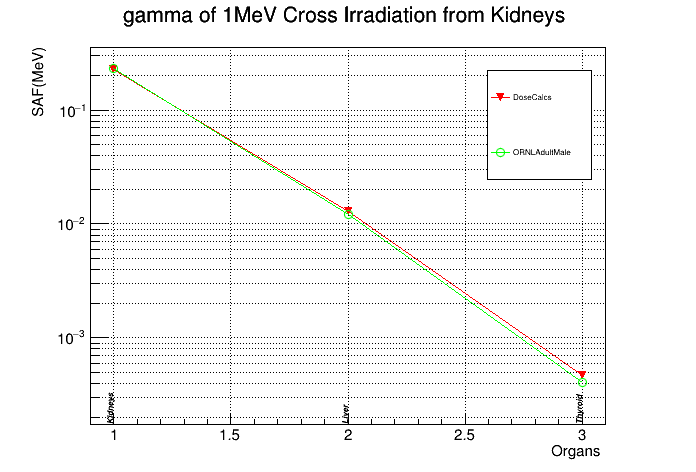 gamma of 1MeV Cross Irradiation from Kidneys
SAF(MeV)
10⁻¹
10⁻²
10⁻³
DoseCalcs
ORNLAdultMale
Kidneys
Liver
Thyroid
1
1.5
2
2.5
3
Organs